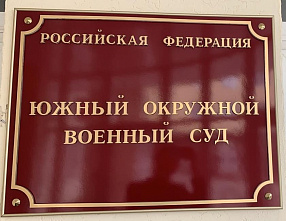 РОССИЙСКАЯ ФЕДЕРАЦИЯ
ЮЖНЫЙ ОКРУЖНОЙ
ВОЕННЫЙ СУД